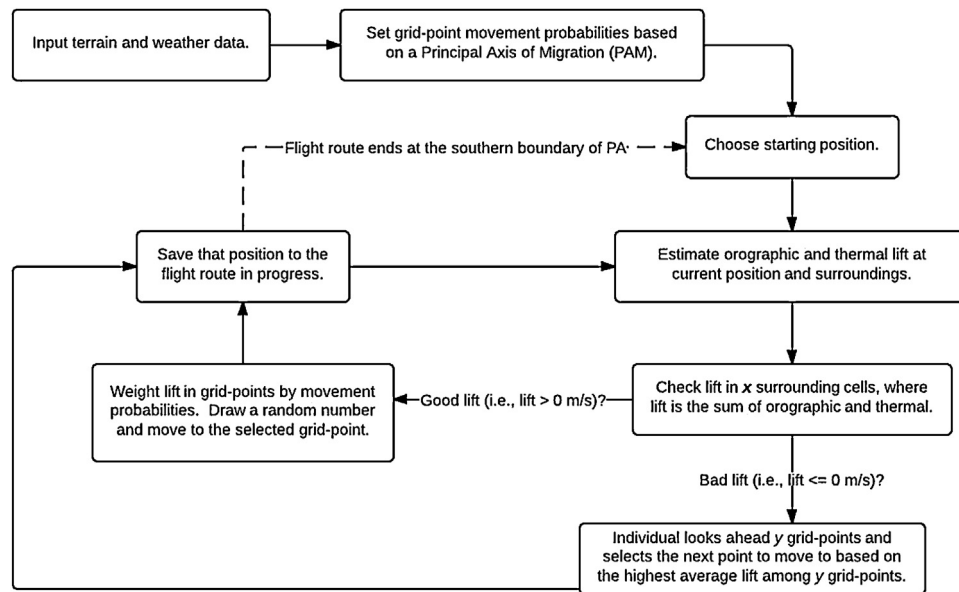 Input terrain and weather data.
Set grid-point movement probabilities based
on a Principal Axis of Migration (PAM).
Choose starting position.
Flight route ends at the southern boundary of PA
Save that position to the
flight route in progress.
Estimate orographic and thermal lift at
current position and surroundings.
Weight lift in grid-points by movement
probabilities. Draw a random number
and move to the selected grid-point.
Good lift (i.e., lift > 0 m/s)?
Check lift in x surrounding cells, where
lift is the sum of orographic and thermal.
Bad lift (i.e., lift <= 0 m/s)?
Individual looks ahead y grid-points and
selects the next point to move to based on
the highest average lift among y grid-points.